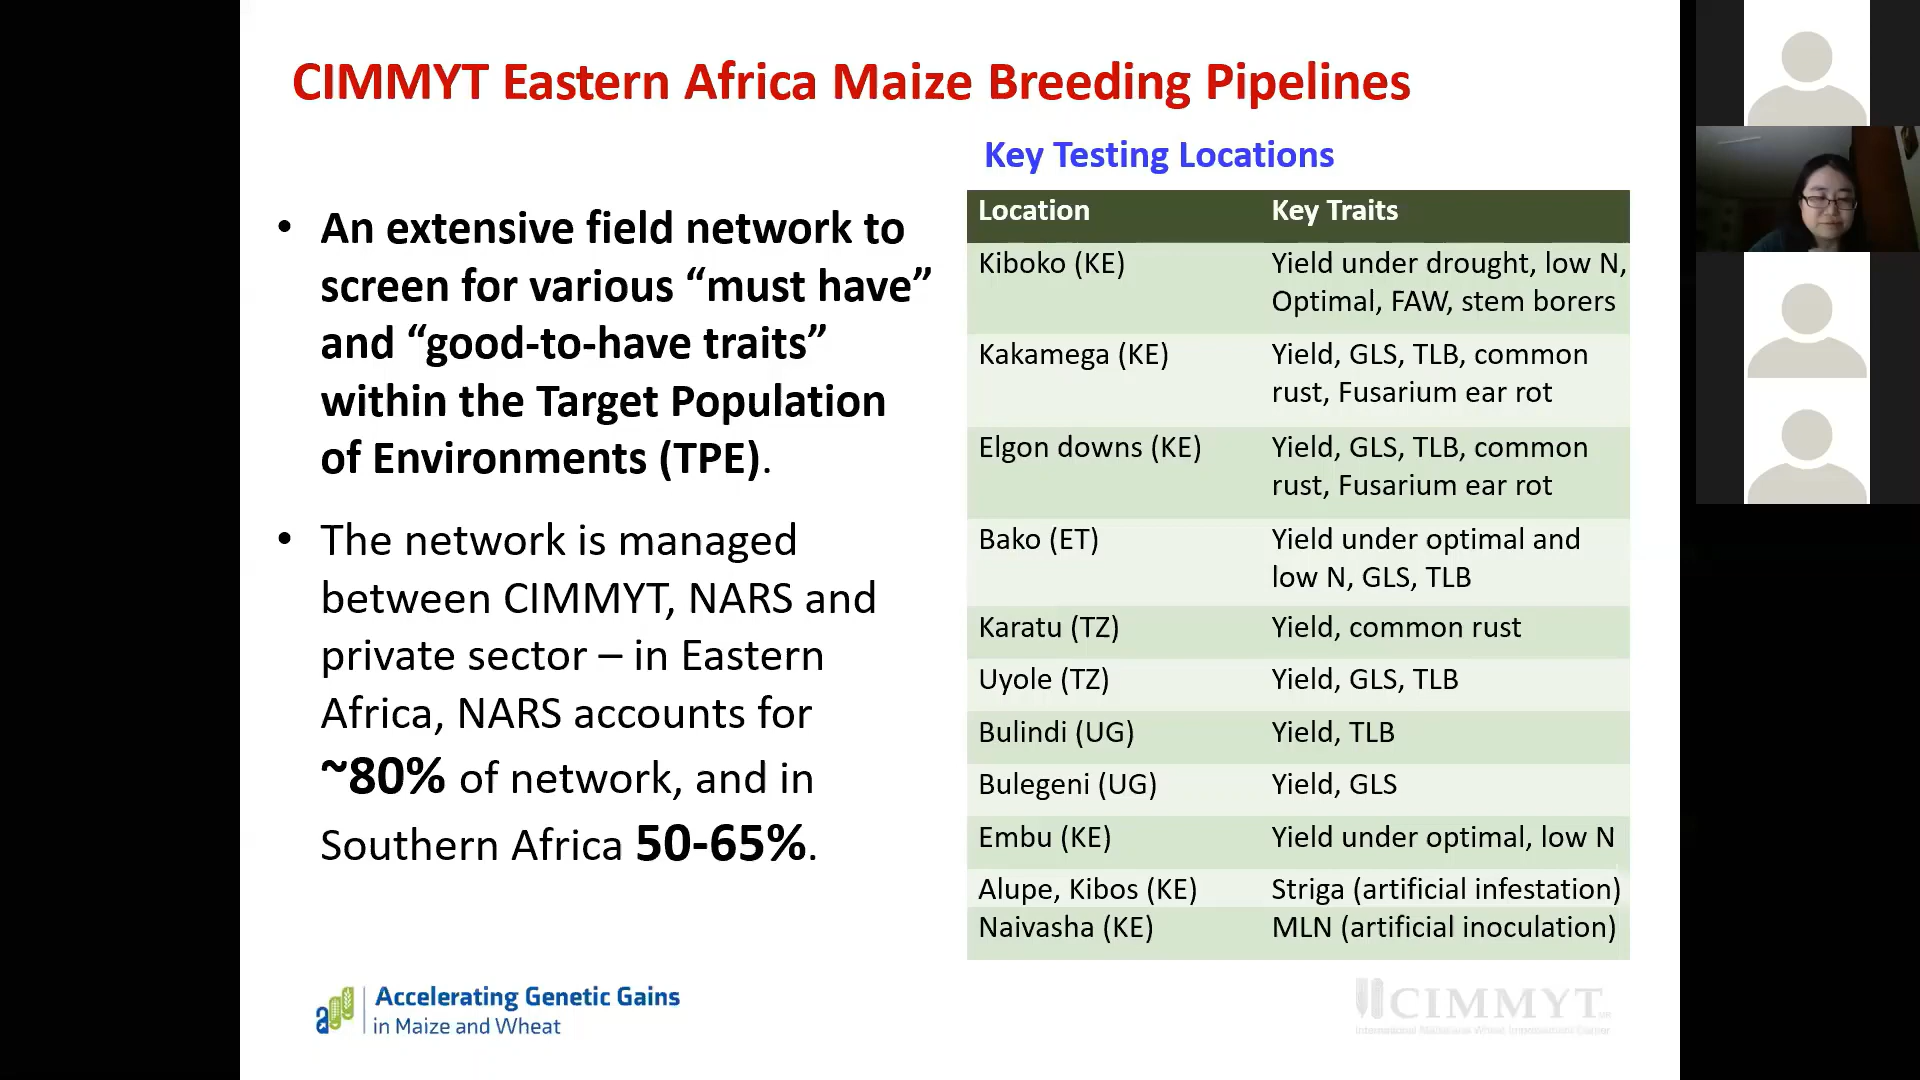 CIMMYT Eastern Africa Maize Breeding Pipelines
• An extensive field network to
screen for various “must have”
and “good-to-have traits”
within the Target Population
of Environments (TPE).
• The network is managed
between CIMMYT, NARS and
private sector – in Eastern
Africa, NARS accounts for
~80% of network, and in
Southern Africa 50-65%.
Key Testing Locations
Location Key Traits
Kiboko (KE) Yield under drought, low N,
Optimal, FAW, stem borers
Kakamega (KE) Yield, GLS, TLB, common
rust, Fusarium ear rot
Elgon downs (KE) Yield, GLS, TLB, common
rust, Fusarium ear rot
Bako (ET) Yield under optimal and
low N, GLS, TLB
Karatu (TZ) Yield, common rust
Uyole (TZ) Yield, GLS, TLB
Bulindi (UG) Yield, TLB
Bulegeni (UG) Yield, GLS
Embu (KE) Yield under optimal, low N
Alupe, Kibos (KE) Striga (artificial infestation)
Naivasha (KE) MLN (artificial inoculation)
Accelerating Genetic Gains
in Maize and Wheat
CIMMYT
International Maize and Wheat Improvement Center